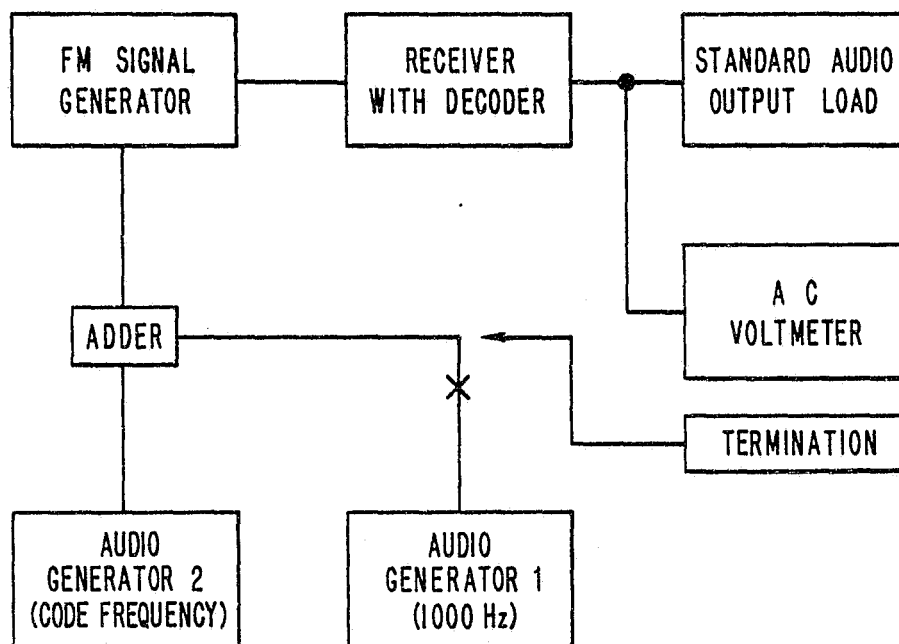 FM SIGNAL
GENERATOR
RECEIVER
WITH DECODER
STANDARD AUDIO
OUTPUT LOAD
A C
VOLTMETER
ADDER
TERMINATION
AUDIO
GENERATOR 2
(CODE FREQUENCY)
AUDIO
GENERATOR 1
(1000 Hz)